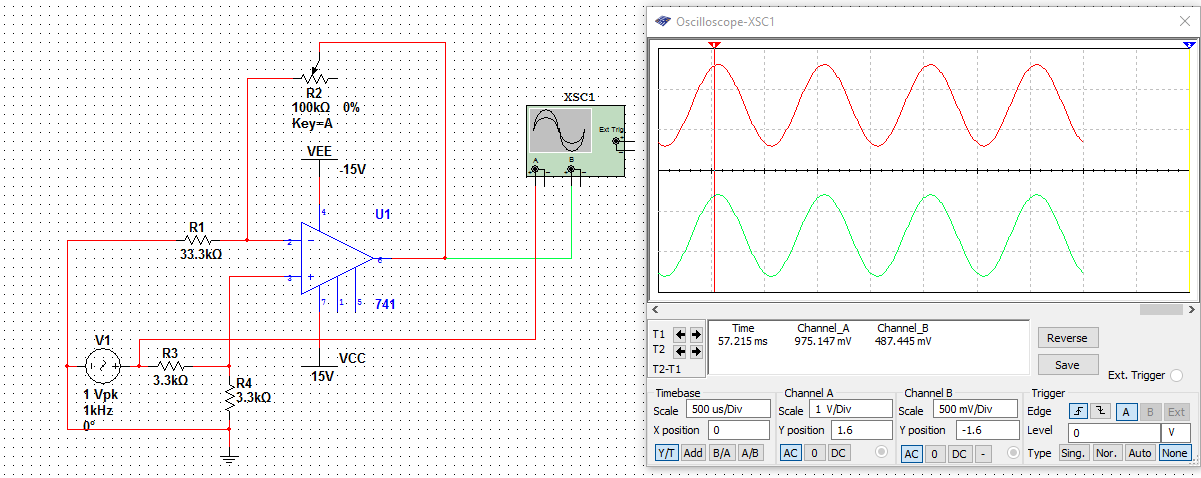 Oscilloscope-XSC1
R2
100kΩ 0%
Key=A
XSC1
Ext Trig
A B
VEE
-15V
4
U1
R1
33.3kΩ
2
6
3
7 1 5
741
V1
R3
3.3kΩ
VCC
15V
R4
3.3kΩ
1 Vpk
1kHz
0°
1
2
T1
T2
T2-T1
Time Channel_A Channel_B
57.215 ms 975.147 mV 487.445 mV
Reverse
Save
Ext. Trigger
Timebase
Scale 500 us/Div
X position 0
Y/T Add B/A A/B
Channel A
Scale 1 V/Div
Y position 1.6
AC 0 DC
Channel B
Scale 500 mV/Div
Y position -1.6
AC 0 DC -
Trigger
Edge A B Ext
Level 0 V
Type Sing. Nor. Auto None